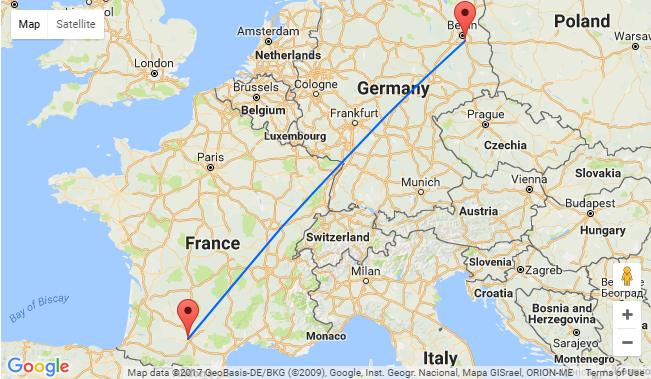 Map
Satellite
Amsterdam
Netherlands
Berlin
Poland
Warsaw
London
Germany
Brussels
Belgium
Cologne
Frankfurt
Luxembourg
Prague
Czechia
Paris
Slovakia
Munich
Vienna
Austria
Budapest
Hungary
France
Switzerland
Slovenia
Zagreb
Milan
Croatia
Београд
Bay of Biscay
Bosnia and
Herzegovina
Monaco
Sarajevo
Italy
Montenegro
Google
Map data ©2017 GeoBasis-DE/BKG (©2009), Google, Inst. Geogr. Nacional, Mapa GISrael, ORION-ME
Terms of Use